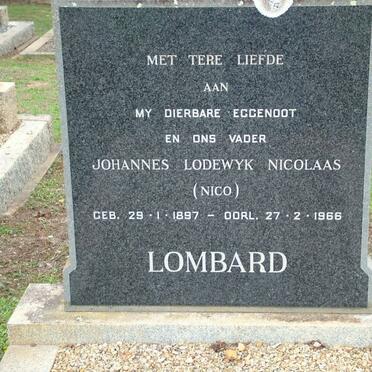 MET TERE LIEFDE
AAN
MY DIERBARE EGGENOOT
EN ONS VADER
JOHANNES LODEWYK NICOLAAS
(NICO)
GEB. 29·1·1897 – OORL. 27·2·1966
LOMBARD